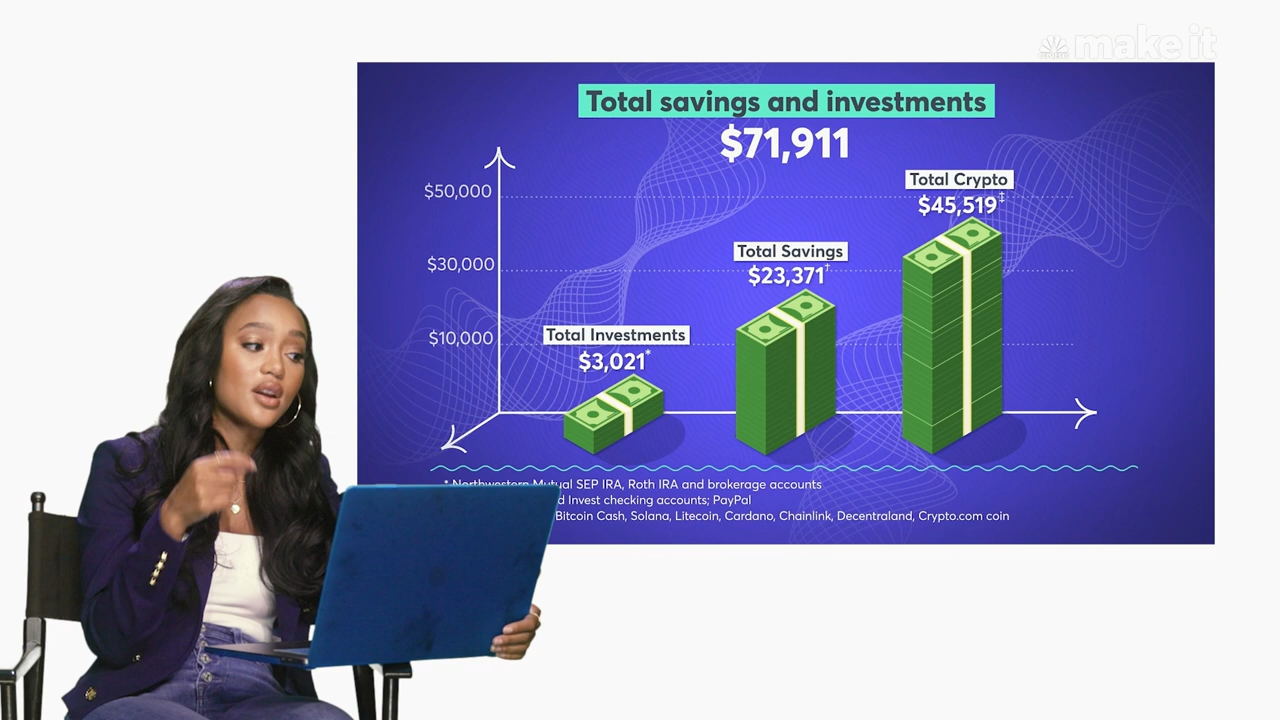 make it
Total savings and investments
$71,911
Total Crypto
$50,000
$45,519‡
Total Savings
$30,000
$23,371†
Total Investments
$10,000
$3,021*
* Northwestern Mutual SEP IRA, Roth IRA and brokerage accounts
Invest checking accounts; PayPal
Bitcoin Cash, Solana, Litecoin, Cardano, Chainlink, Decentraland, Crypto.com coin